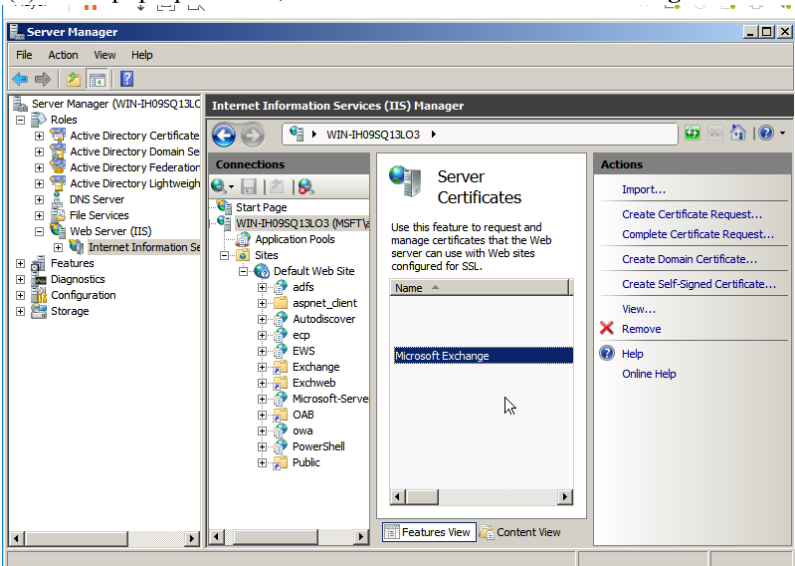 Server Manager
File Action View Help
Server Manager (WIN-IH09SQ13LO
Roles
Active Directory Certificate
Active Directory Domain Se
Active Directory Federation
Active Directory Lightweigh
DNS Server
File Services
Web Server (IIS)
Internet Information Se
Features
Diagnostics
Configuration
Storage
Internet Information Services (IIS) Manager
WIN-IH09SQ13LO3
Connections
Start Page
WIN-IH09SQ13LO3 (MSFT\a
Application Pools
Sites
Default Web Site
adfs
aspnet_client
Autodiscover
ecp
EWS
Exchange
Exchweb
Microsoft-Serve
OAB
owa
PowerShell
Public
Server
Certificates
Use this feature to request and
manage certificates that the Web
server can use with Web sites
configured for SSL.
Name
Microsoft Exchange
Features View Content View
Actions
Import...
Create Certificate Request...
Complete Certificate Request...
Create Domain Certificate...
Create Self-Signed Certificate...
View...
Remove
Help
Online Help